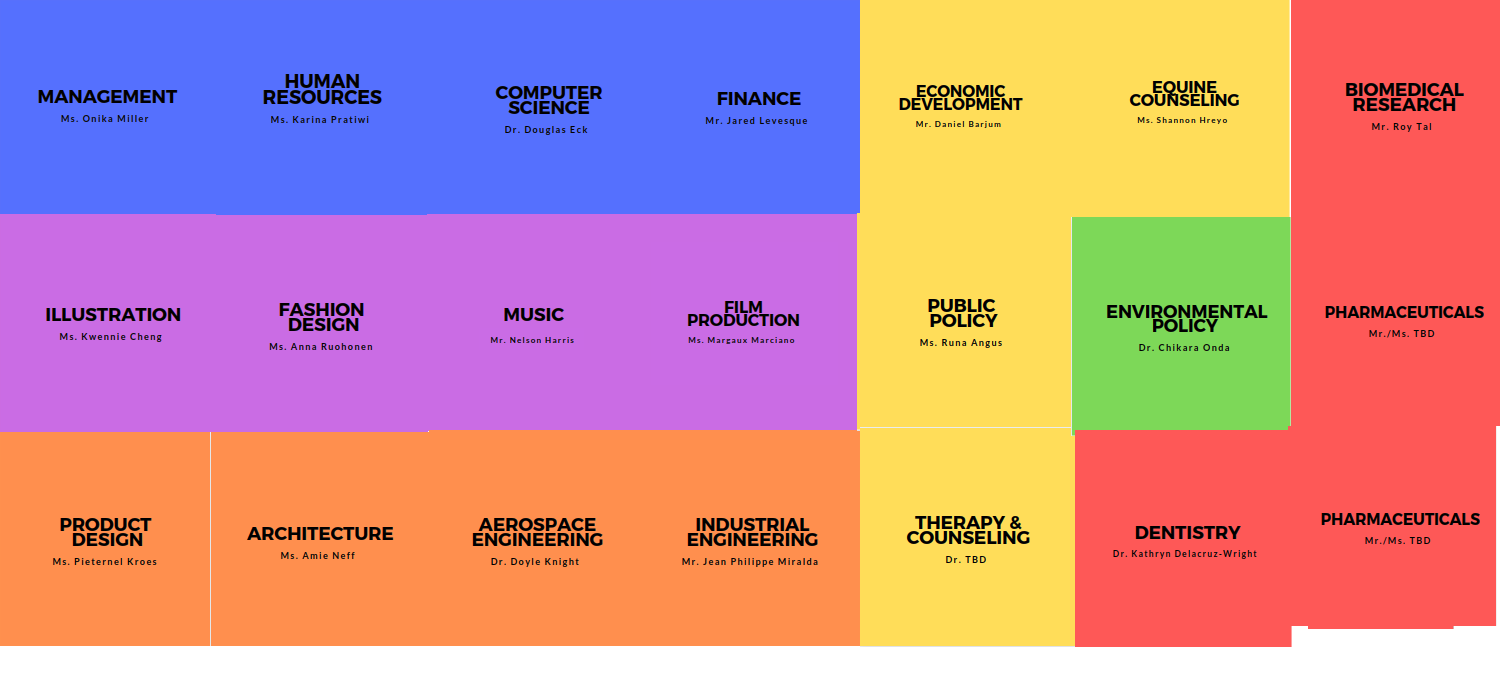 MANAGEMENT
Ms. Onika Miller
HUMAN
RESOURCES
Ms. Karina Pratiwi
COMPUTER
SCIENCE
Dr. Douglas Eck
FINANCE
Mr. Jared Levesque
ECONOMIC
DEVELOPMENT
Mr. Daniel Barjum
EQUINE
COUNSELING
Ms. Shannon Hreyo
BIOMEDICAL
RESEARCH
Mr. Roy Tal
ILLUSTRATION
Ms. Kwennie Cheng
FASHION
DESIGN
Ms. Anna Ruohonen
MUSIC
Mr. Nelson Harris
FILM
PRODUCTION
Ms. Margaux Marciano
PUBLIC
POLICY
Ms. Runa Angus
ENVIRONMENTAL
POLICY
Dr. Chikara Onda
PHARMACEUTICALS
Mr./Ms. TBD
PRODUCT
DESIGN
Ms. Pieternel Kroes
ARCHITECTURE
Ms. Amie Neff
AEROSPACE
ENGINEERING
Dr. Doyle Knight
INDUSTRIAL
ENGINEERING
Mr. Jean Philippe Miralda
THERAPY &
COUNSELING
Dr. TBD
DENTISTRY
Dr. Kathryn Delacruz-Wright
PHARMACEUTICALS
Mr./Ms. TBD